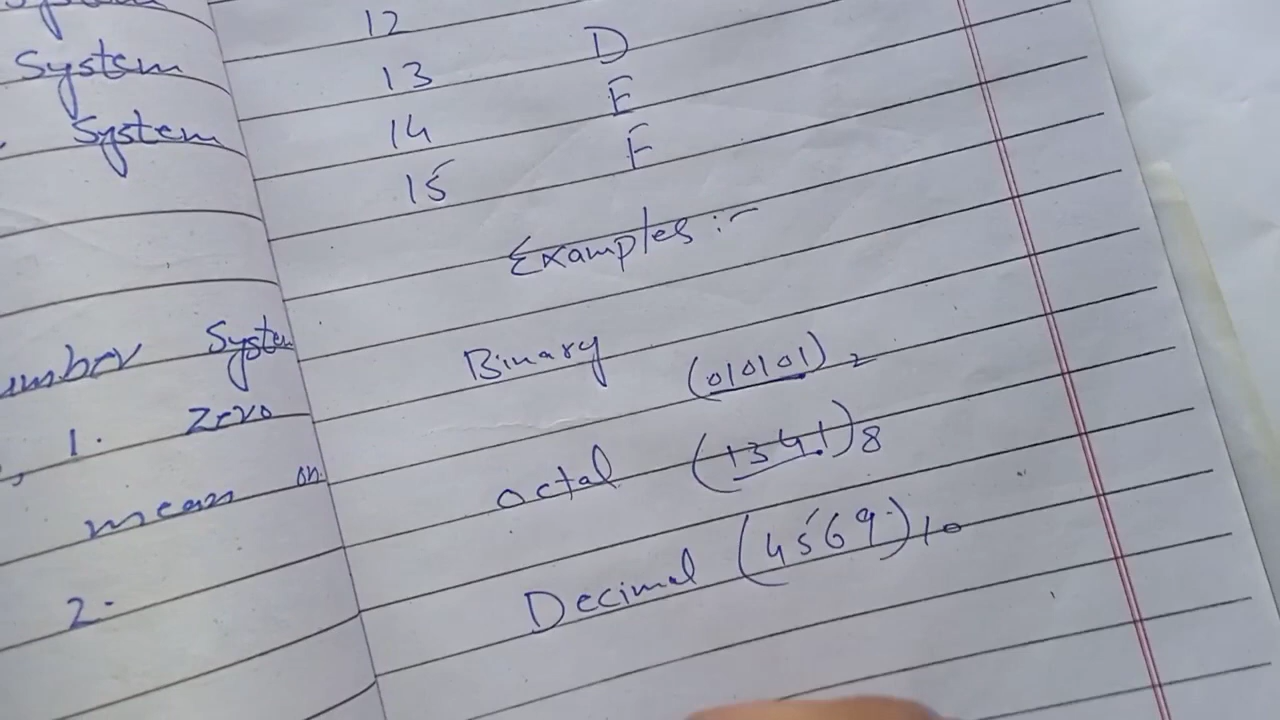 System
System
umber System
, 1. Zero
mean on
2.
12
13 D
14 E
15 F
Examples :-
Binary (010101)2
octal (1341)8
Decimal (4569)10